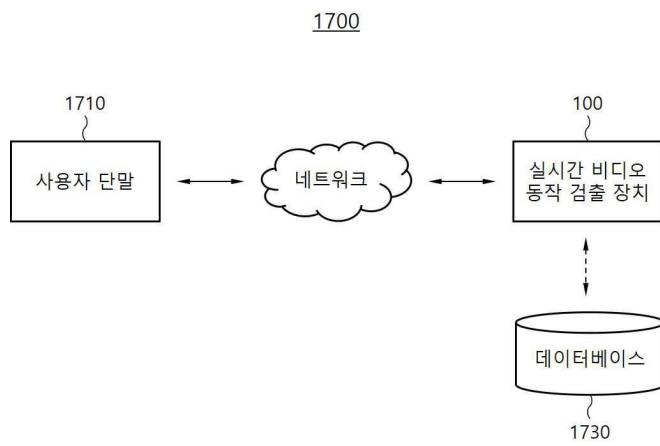 1700
1710
100
사용자 단말
네트워크
실시간 비디오
동작 검출 장치
데이터베이스
1730